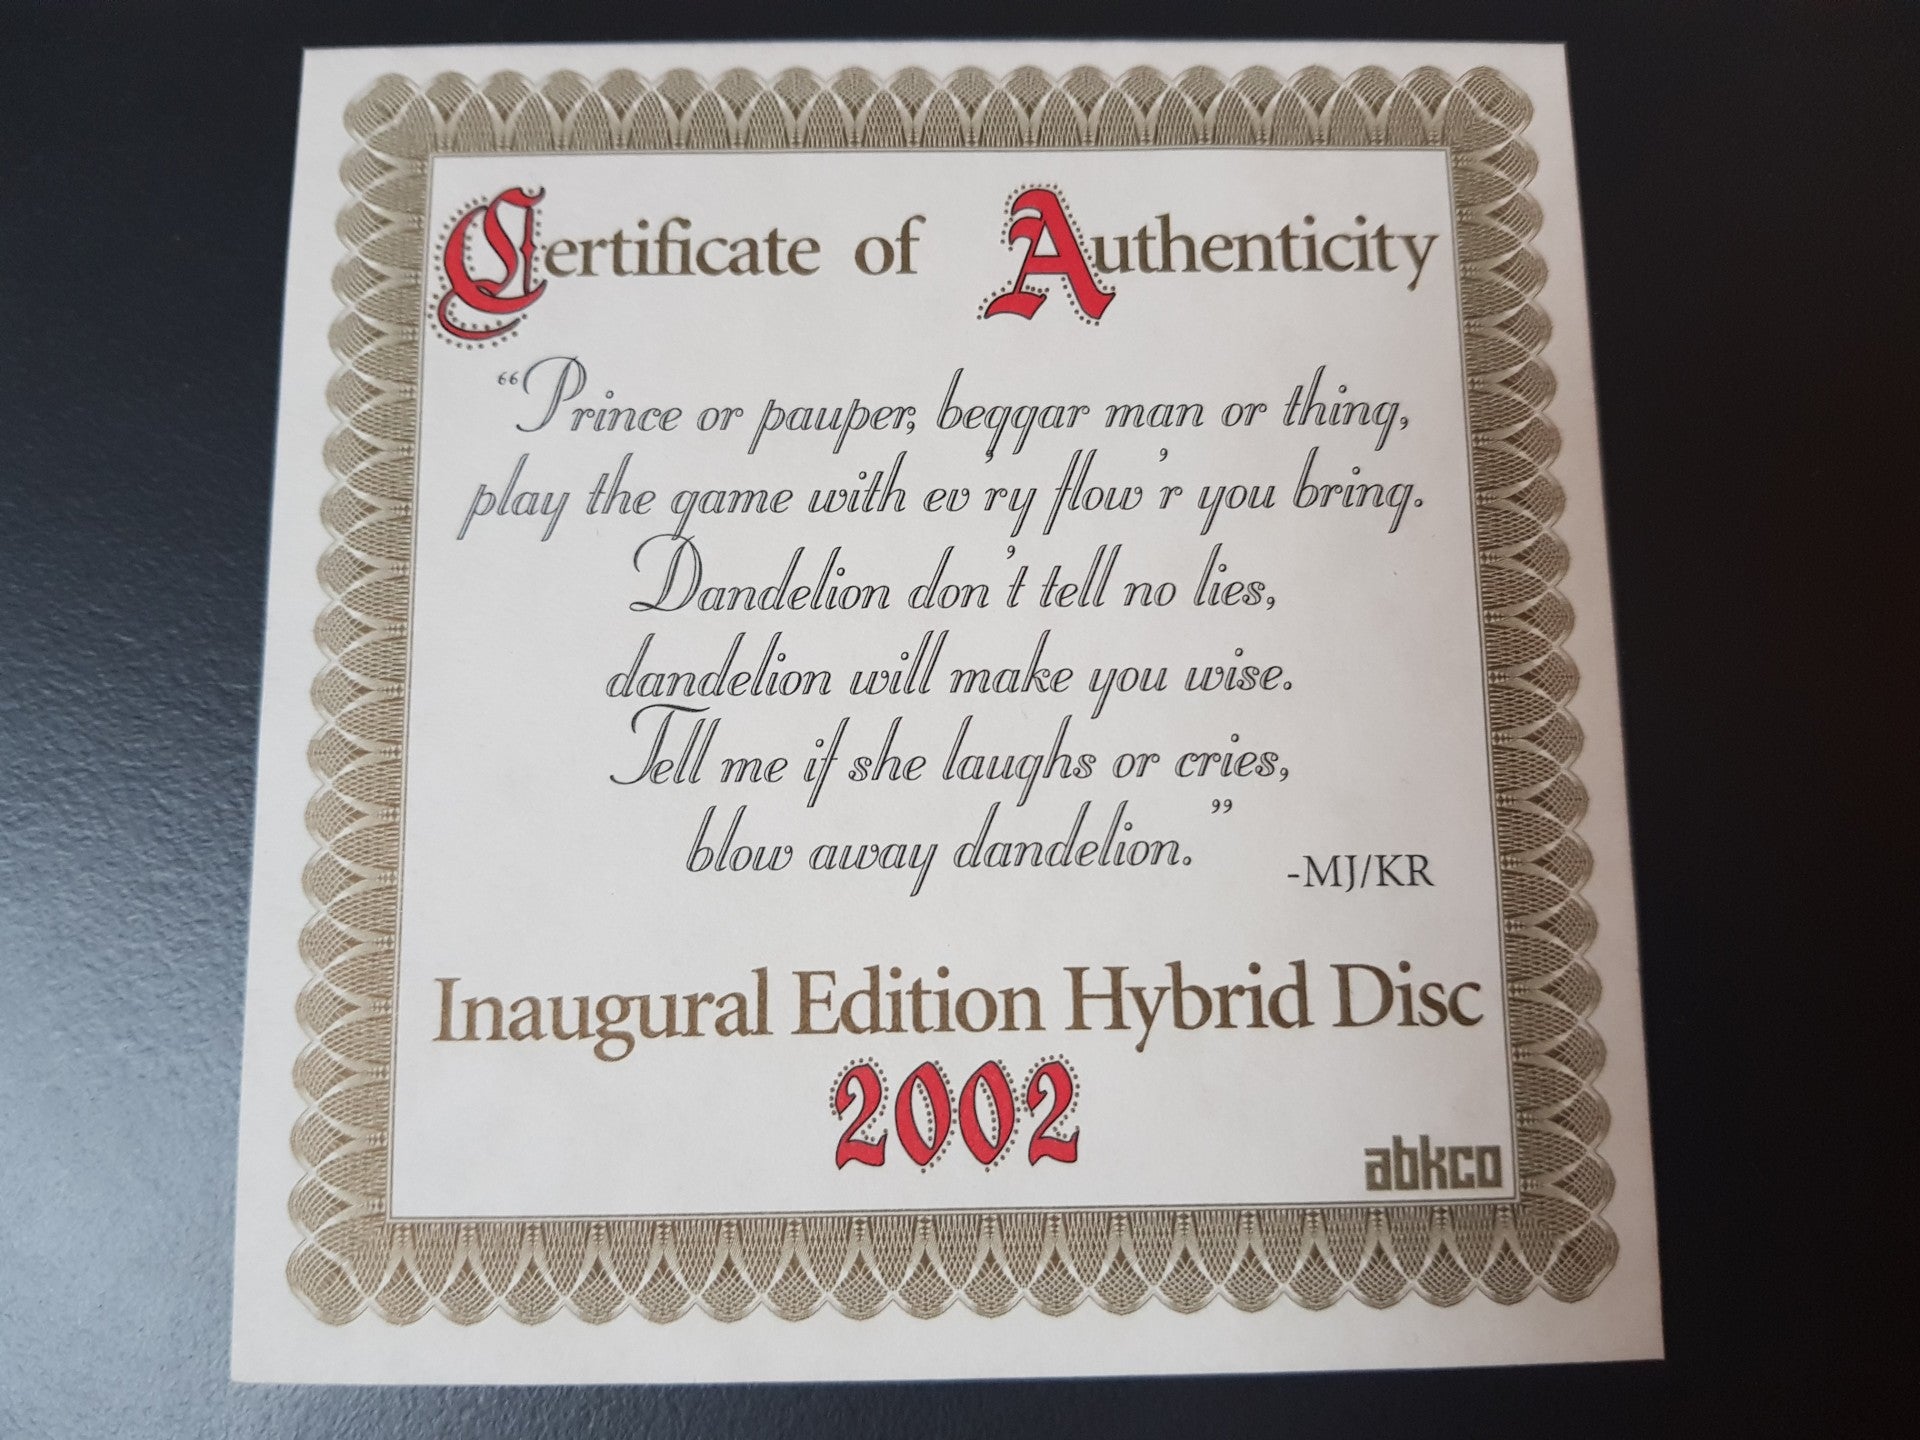 Certificate of Authenticity
“Prince or pauper, beggar man or thing,
play the game with ev'ry flow'r you bring.
Dandelion don't tell no lies,
dandelion will make you wise.
Tell me if she laughs or cries,
blow away dandelion.”
-MJ/KR
Inaugural Edition Hybrid Disc
2002
abkco